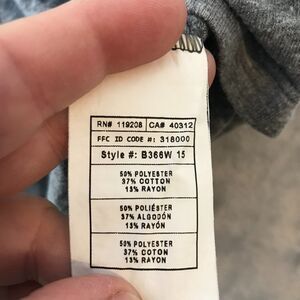 RN# 119208 CA# 40312
FFC ID CODE #: 318000
Style #: B366W 15
50% POLYESTER
37% COTTON
13% RAYON
50% POLIÉSTER
37% ALGODÓN
13% RAYÓN
50% POLYESTER
37% COTON
13% RAYON